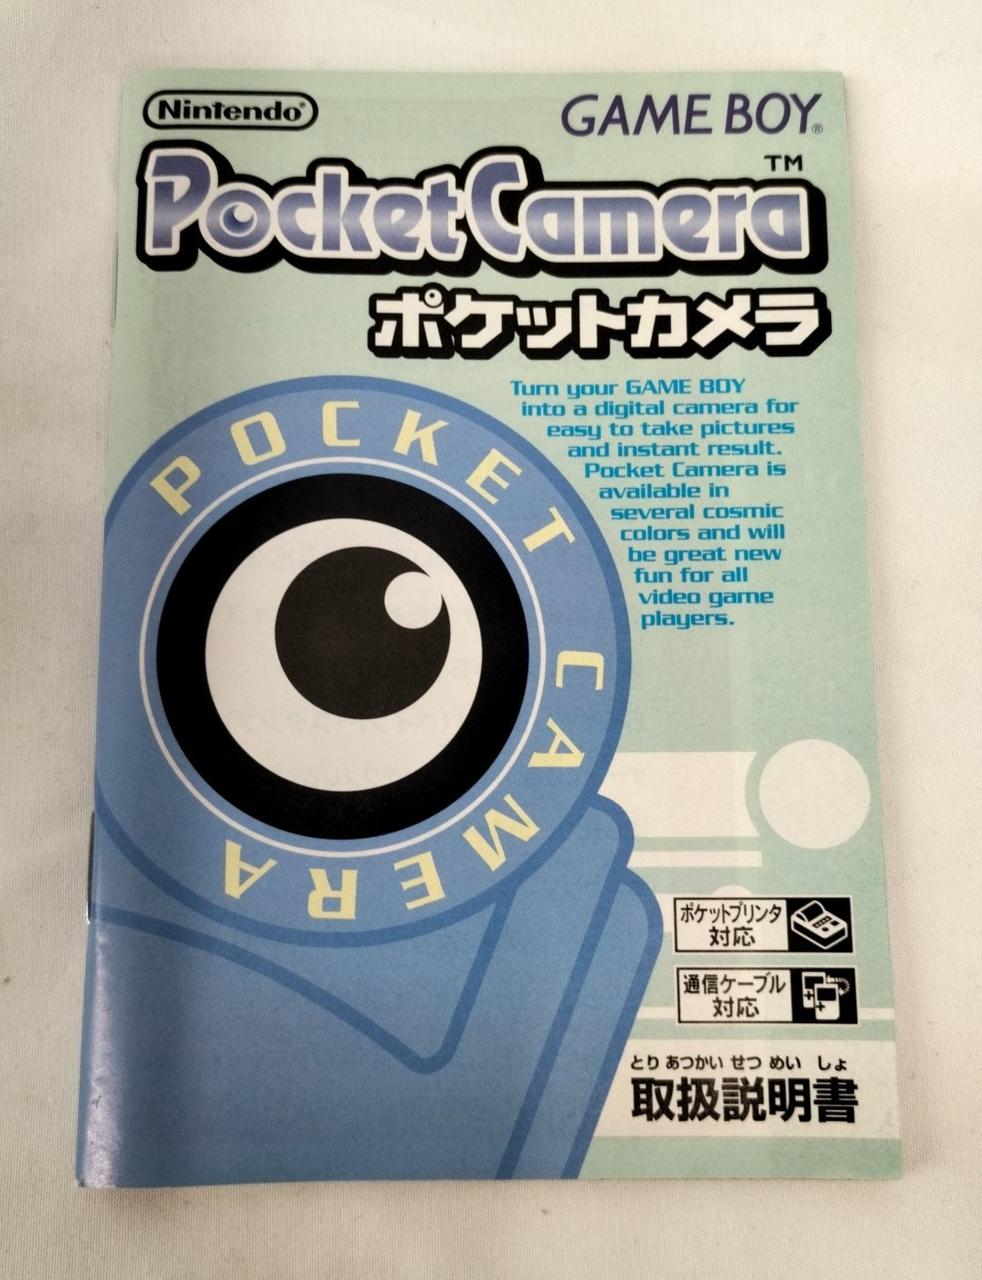 Nintendo®
GAME BOY®
PocketCamera™
ポケットカメラ
Turn your GAME BOY
into a digital camera for
easy to take pictures
and instant result.
Pocket Camera is
available in
several cosmic
colors and will
be great new
fun for all
video game
players.
POCKET CAMERA
ポケットプリンタ
対応
通信ケーブル
対応
とり あつかい せつ めい しょ
取扱説明書